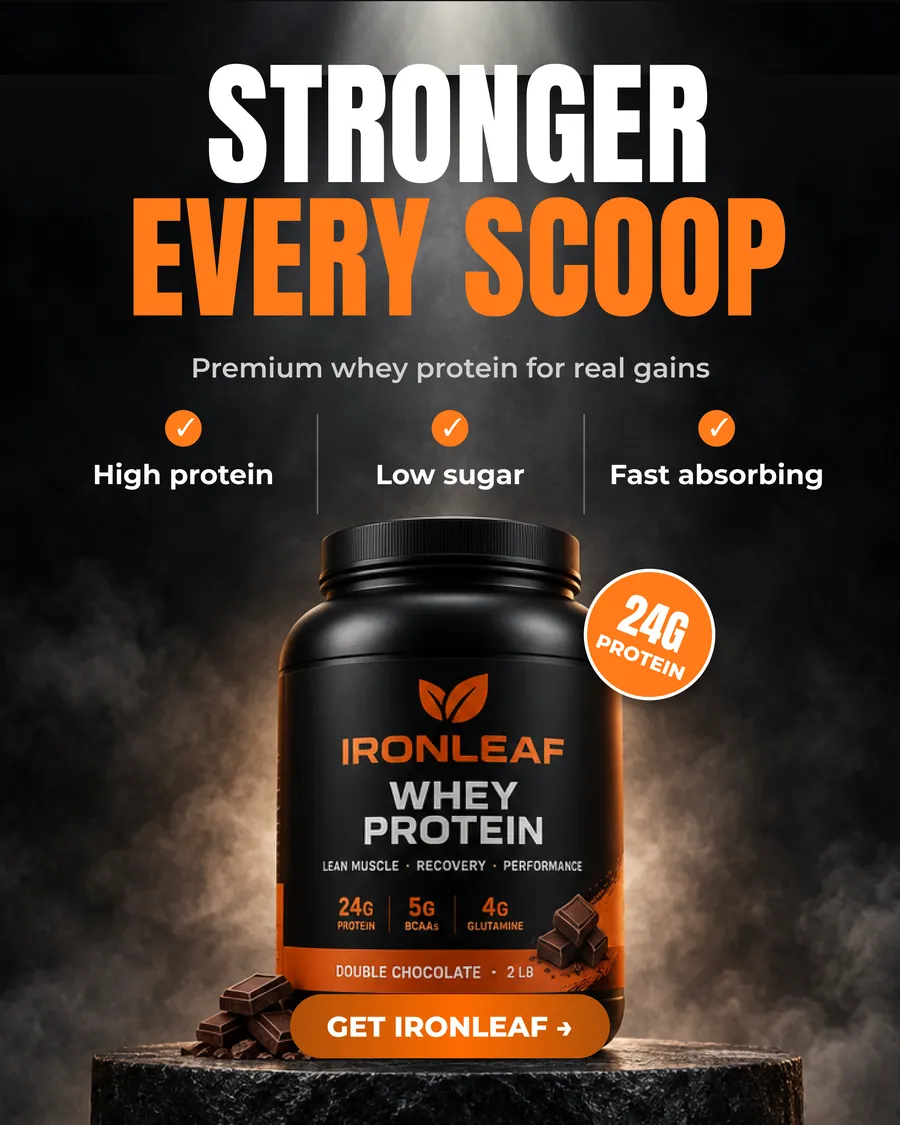 STRONGER
EVERY SCOOP
Premium whey protein for real gains
✓ ✓ ✓
High protein Low sugar Fast absorbing
24G
PROTEIN
IRONLEAF
WHEY
PROTEIN
LEAN MUSCLE · RECOVERY · PERFORMANCE
24G 5G 4G
PROTEIN BCAAs GLUTAMINE
DOUBLE CHOCOLATE · 2 LB
GET IRONLEAF →